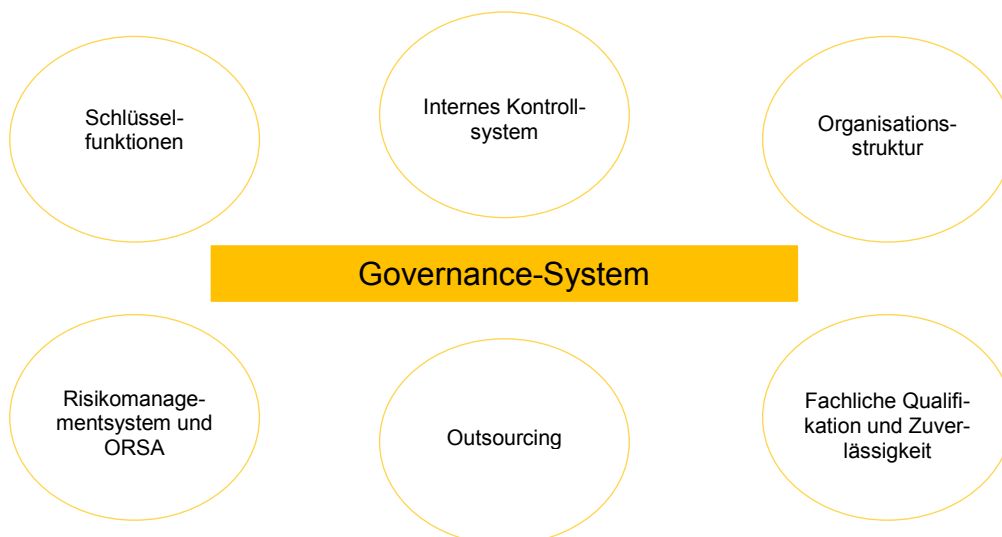 Schlüssel-
funktionen
Internes Kontroll-
system
Organisations-
struktur
Governance-System
Risikomanage-
mentsystem und
ORSA
Outsourcing
Fachliche Qualifi-
kation und Zuver-
lässigkeit